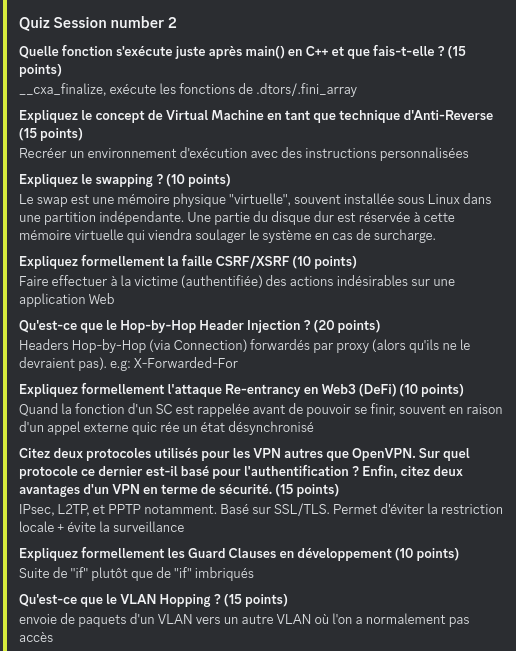 Quiz Session number 2
Quelle fonction s'exécute juste après main() en C++ et que fais-t-elle ? (15
points)
__cxa_finalize, exécute les fonctions de .dtors/.fini_array
Expliquez le concept de Virtual Machine en tant que technique d'Anti-Reverse
(15 points)
Recréer un environnement d'exécution avec des instructions personnalisées
Expliquez le swapping ? (10 points)
Le swap est une mémoire physique "virtuelle", souvent installée sous Linux dans
une partition indépendante. Une partie du disque dur est réservée à cette
mémoire virtuelle qui viendra soulager le système en cas de surcharge.
Expliquez formellement la faille CSRF/XSRF (10 points)
Faire effectuer à la victime (authentifiée) des actions indésirables sur une
application Web
Qu'est-ce que le Hop-by-Hop Header Injection ? (20 points)
Headers Hop-by-Hop (via Connection) forwardés par proxy (alors qu'ils ne le
devraient pas). e.g: X-Forwarded-For
Expliquez formellement l'attaque Re-entrancy en Web3 (DeFi) (10 points)
Quand la fonction d'un SC est rappelée avant de pouvoir se finir, souvent en raison
d'un appel externe quic rée un état désynchronisé
Citez deux protocoles utilisés pour les VPN autres que OpenVPN. Sur quel
protocole ce dernier est-il basé pour l'authentification ? Enfin, citez deux
avantages d'un VPN en terme de sécurité. (15 points)
IPsec, L2TP, et PPTP notamment. Basé sur SSL/TLS. Permet d'éviter la restriction
locale + évite la surveillance
Expliquez formellement les Guard Clauses en développement (10 points)
Suite de "if" plutôt que de "if" imbriqués
Qu'est-ce que le VLAN Hopping ? (15 points)
envoie de paquets d'un VLAN vers un autre VLAN où l'on a normalement pas
accès